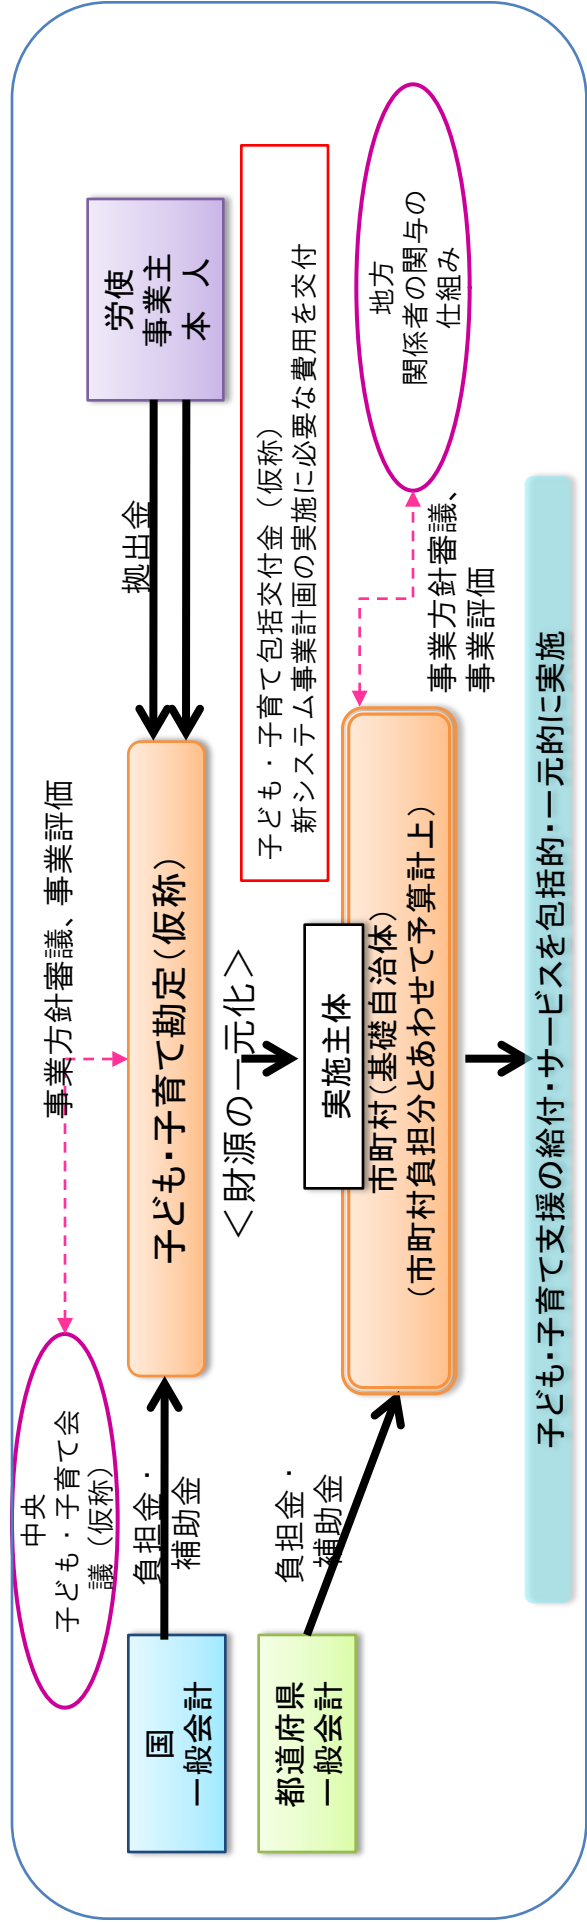 中央
子ども・子育て会
議（仮称）
事業方針審議、事業評価
国
一般会計
負担金・
補助金
子ども・子育て勘定（仮称）
拠出金
労使
事業主
本　人
＜財源の一元化＞
子ども・子育て包括交付金（仮称）
新システム事業計画の実施に必要な費用を交付
都道府県
一般会計
負担金・
補助金
実施主体
市町村（基礎自治体）
（市町村負担分とあわせて予算計上）
事業方針審議、
事業評価
地方
関係者の関与の
仕組み
子ども・子育て支援の給付・サービスを包括的・一元的に実施